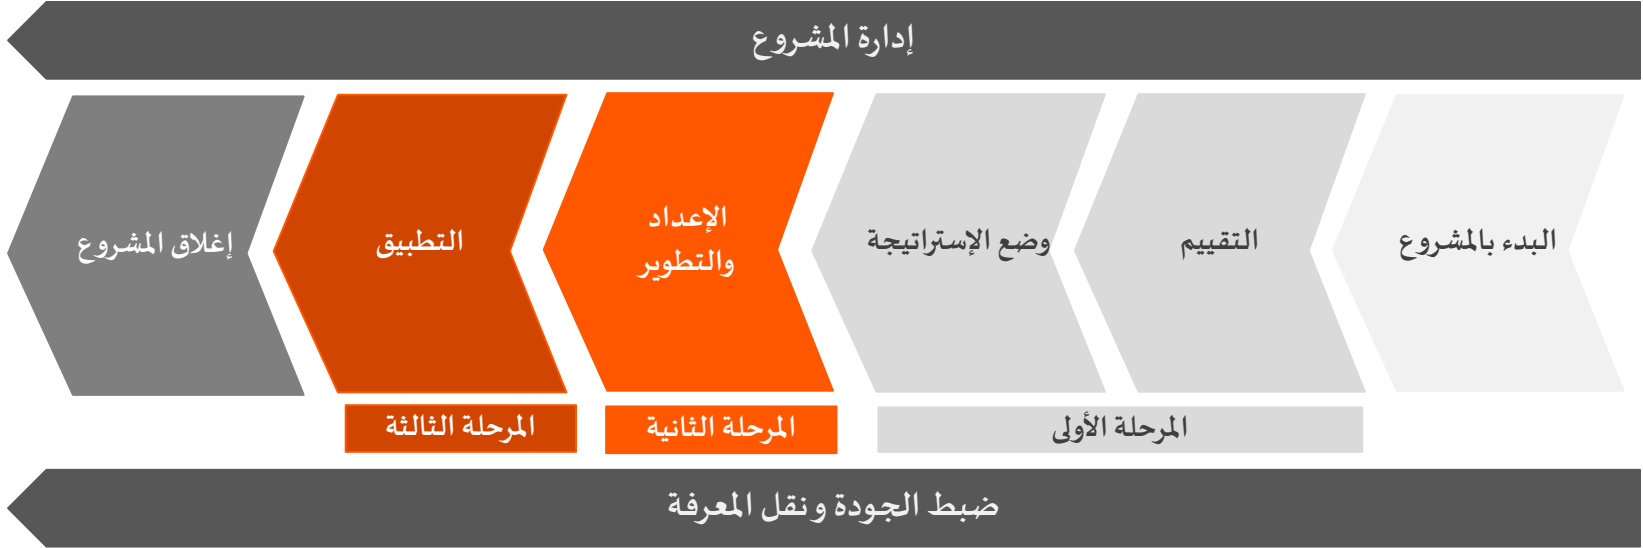 إدارة المشروع
البدء بالمشروع
التقييم
وضع الإستراتيجة
الإعداد
والتطوير
التطبيق
إغلاق المشروع
المرحلة الأولى
المرحلة الثانية
المرحلة الثالثة
ضبط الجودة ونقل المعرفة